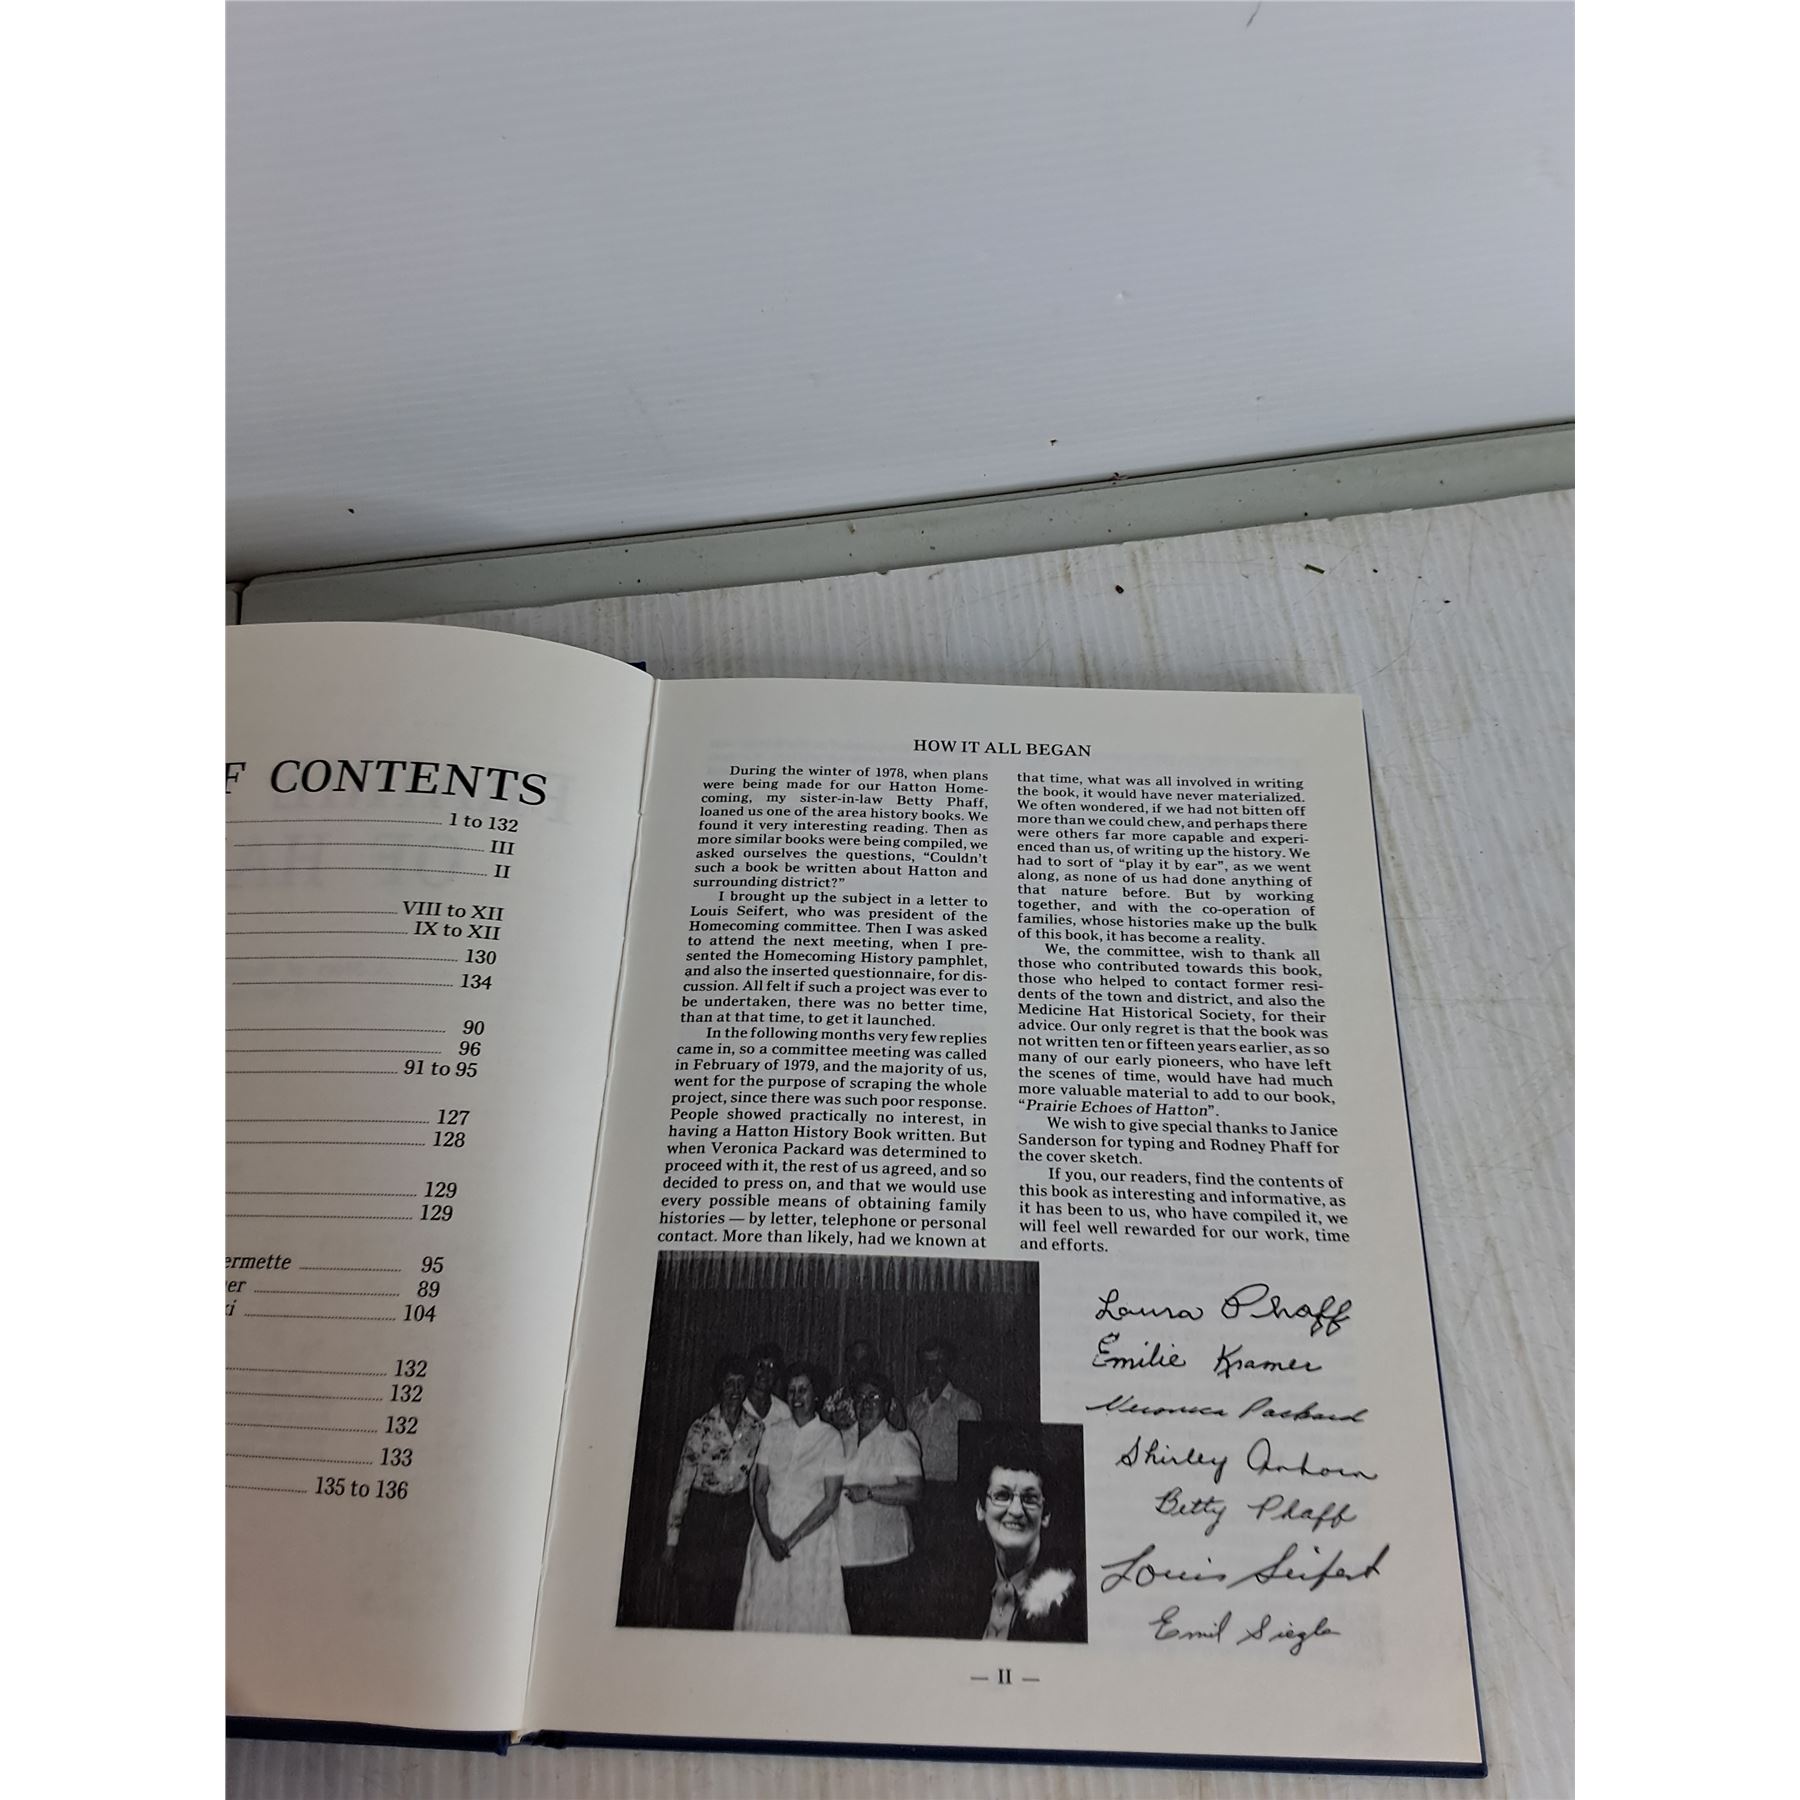 F CONTENTS
1 to 132
III
II
VIII to XII
IX to XII
130
134
90
96
91 to 95
127
128
129
129
ermette 95
er 89
i 104
132
132
132
133
135 to 136
HOW IT ALL BEGAN
During the winter of 1978, when plans
were being made for our Hatton Home-
coming, my sister-in-law Betty Phaff,
loaned us one of the area history books. We
found it very interesting reading. Then as
more similar books were being compiled, we
asked ourselves the questions, "Couldn't
such a book be written about Hatton and
surrounding district?"
I brought up the subject in a letter to
Louis Seifert, who was president of the
Homecoming committee. Then I was asked
to attend the next meeting, when I pre-
sented the Homecoming History pamphlet,
and also the inserted questionnaire, for dis-
cussion. All felt if such a project was ever to
be undertaken, there was no better time,
than at that time, to get it launched.
In the following months very few replies
came in, so a committee meeting was called
in February of 1979, and the majority of us,
went for the purpose of scraping the whole
project, since there was such poor response.
People showed practically no interest, in
having a Hatton History Book written. But
when Veronica Packard was determined to
proceed with it, the rest of us agreed, and so
decided to press on, and that we would use
every possible means of obtaining family
histories — by letter, telephone or personal
contact. More than likely, had we known at
that time, what was all involved in writing
the book, it would have never materialized.
We often wondered, if we had not bitten off
more than we could chew, and perhaps there
were others far more capable and experi-
enced than us, of writing up the history. We
had to sort of "play it by ear", as we went
along, as none of us had done anything of
that nature before. But by working
together, and with the co-operation of
families, whose histories make up the bulk
of this book, it has become a reality.
We, the committee, wish to thank all
those who contributed towards this book,
those who helped to contact former resi-
dents of the town and district, and also the
Medicine Hat Historical Society, for their
advice. Our only regret is that the book was
not written ten or fifteen years earlier, as so
many of our early pioneers, who have left
the scenes of time, would have had much
more valuable material to add to our book,
"Prairie Echoes of Hatton".
We wish to give special thanks to Janice
Sanderson for typing and Rodney Phaff for
the cover sketch.
If you, our readers, find the contents of
this book as interesting and informative, as
it has been to us, who have compiled it, we
will feel well rewarded for our work, time
and efforts.
Laura Phaff
Emilie Kramer
Veronica Packard
Shirley Anhorn
Betty Phaff
Louis Seifert
Emil Siegle
— II —